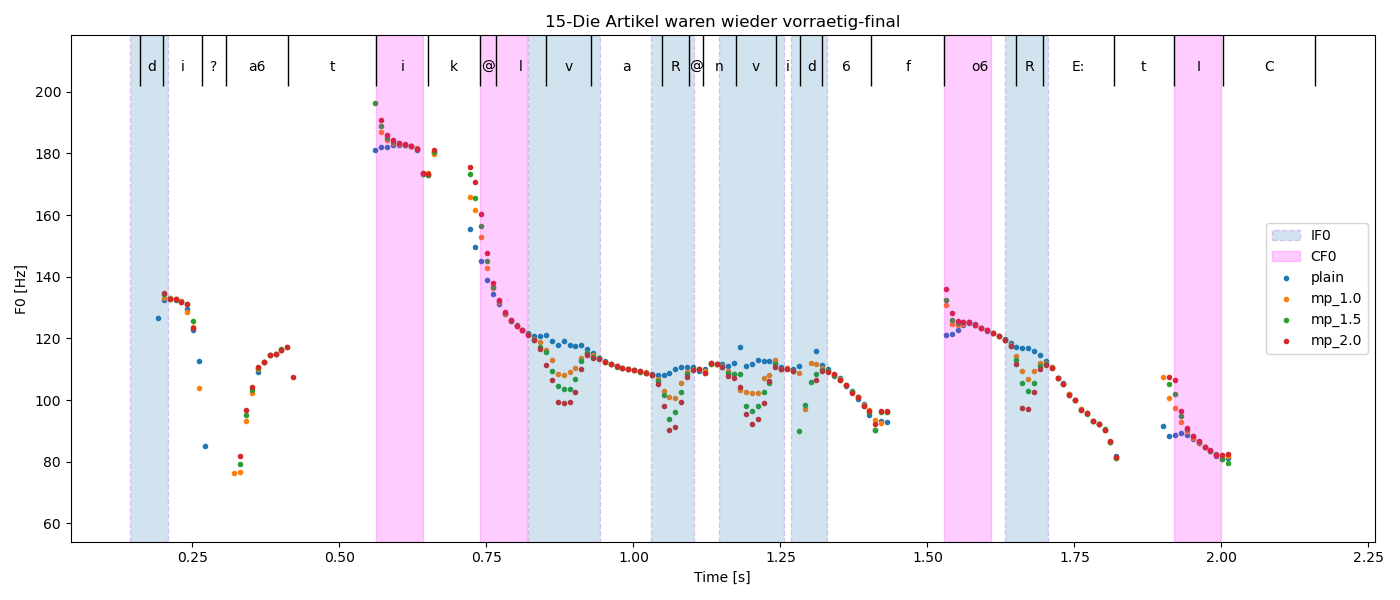 15-Die Artikel waren wieder vorraetig-final
d i ? a6 t i k @ l v a R @ n v i d 6 f o6 R E: t I C
200
180
160
140
120
100
80
60
F0 [Hz]
IF0
CF0
plain
mp_1.0
mp_1.5
mp_2.0
0.25 0.50 0.75 1.00 1.25 1.50 1.75 2.00 2.25
Time [s]